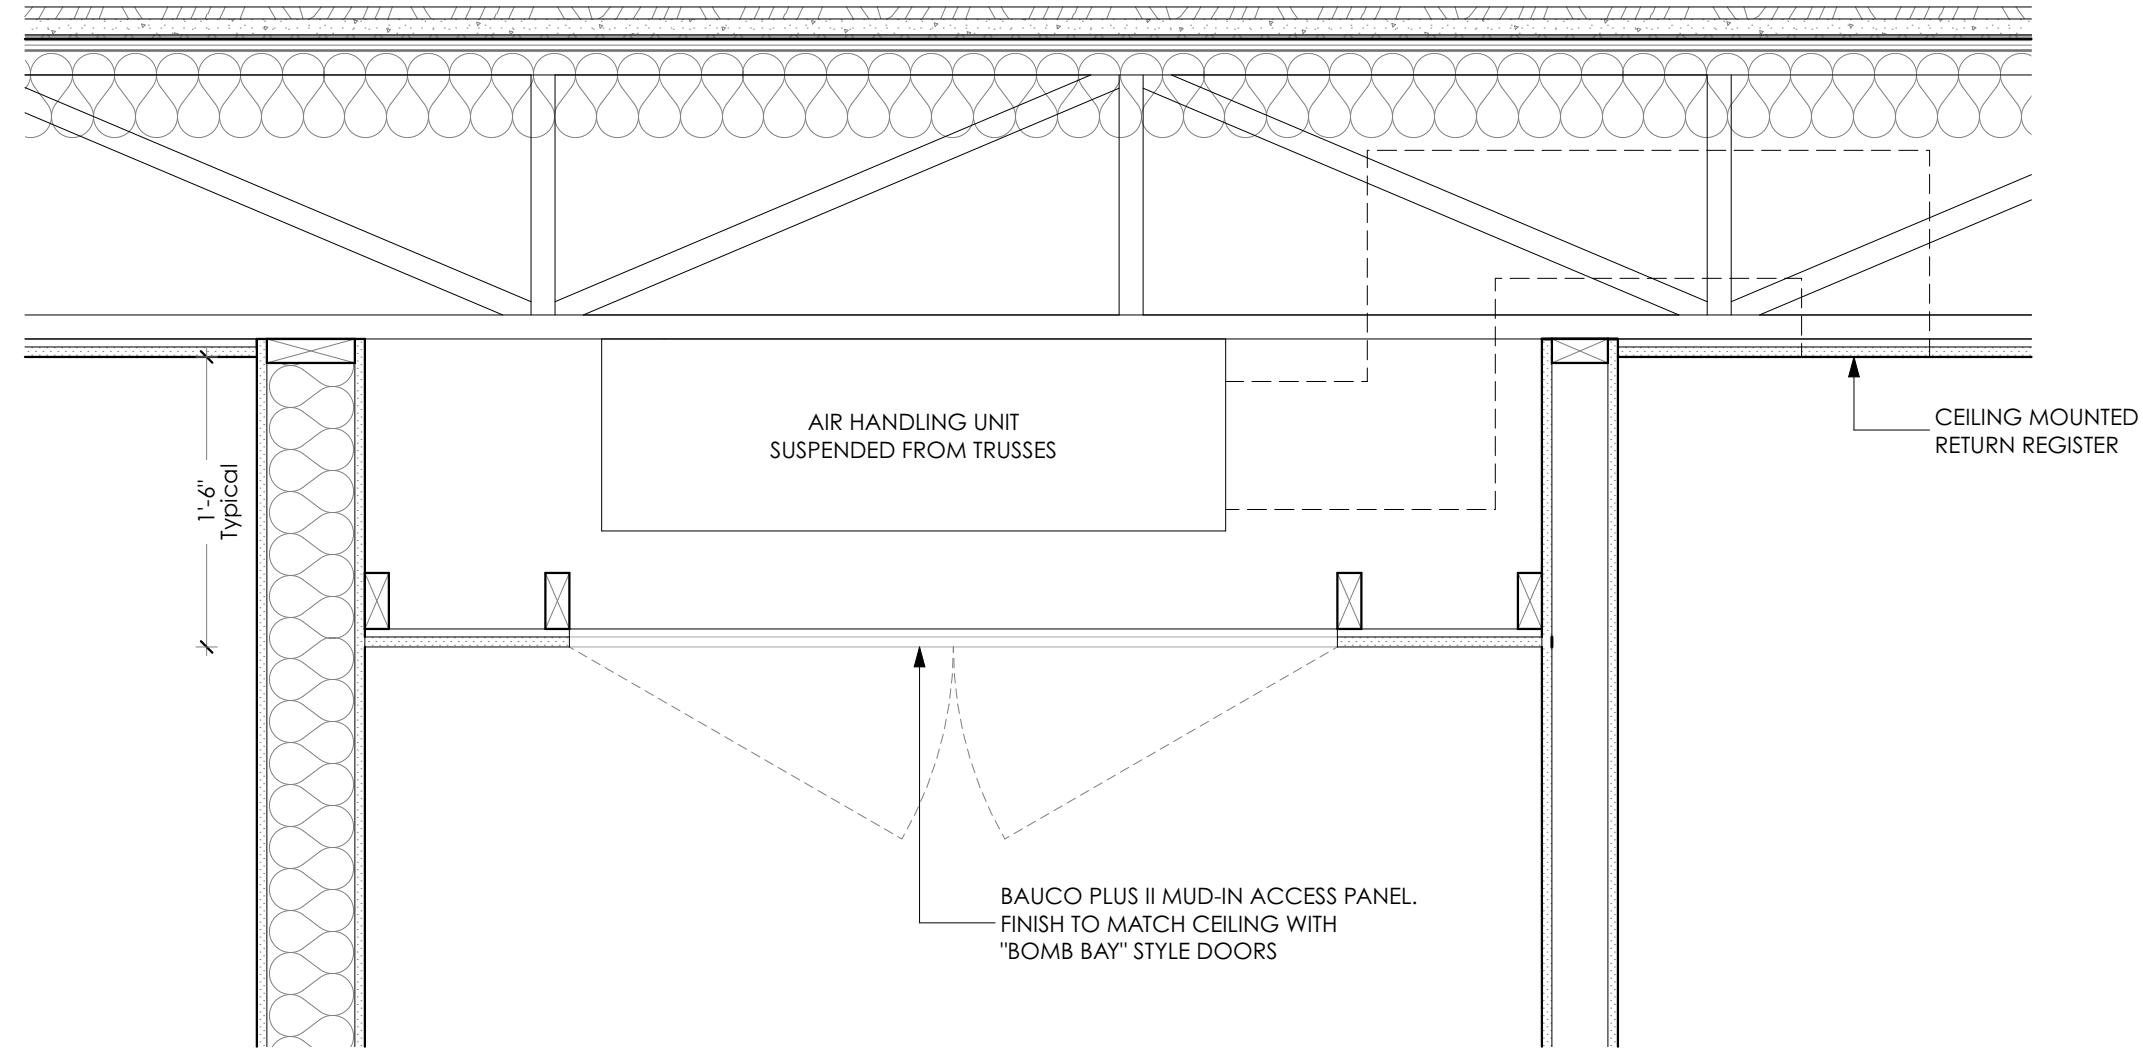 AIR HANDLING UNIT
SUSPENDED FROM TRUSSES
CEILING MOUNTED
RETURN REGISTER
1'-6"
Typical
BAUCO PLUS II MUD-IN ACCESS PANEL.
FINISH TO MATCH CEILING WITH
"BOMB BAY" STYLE DOORS